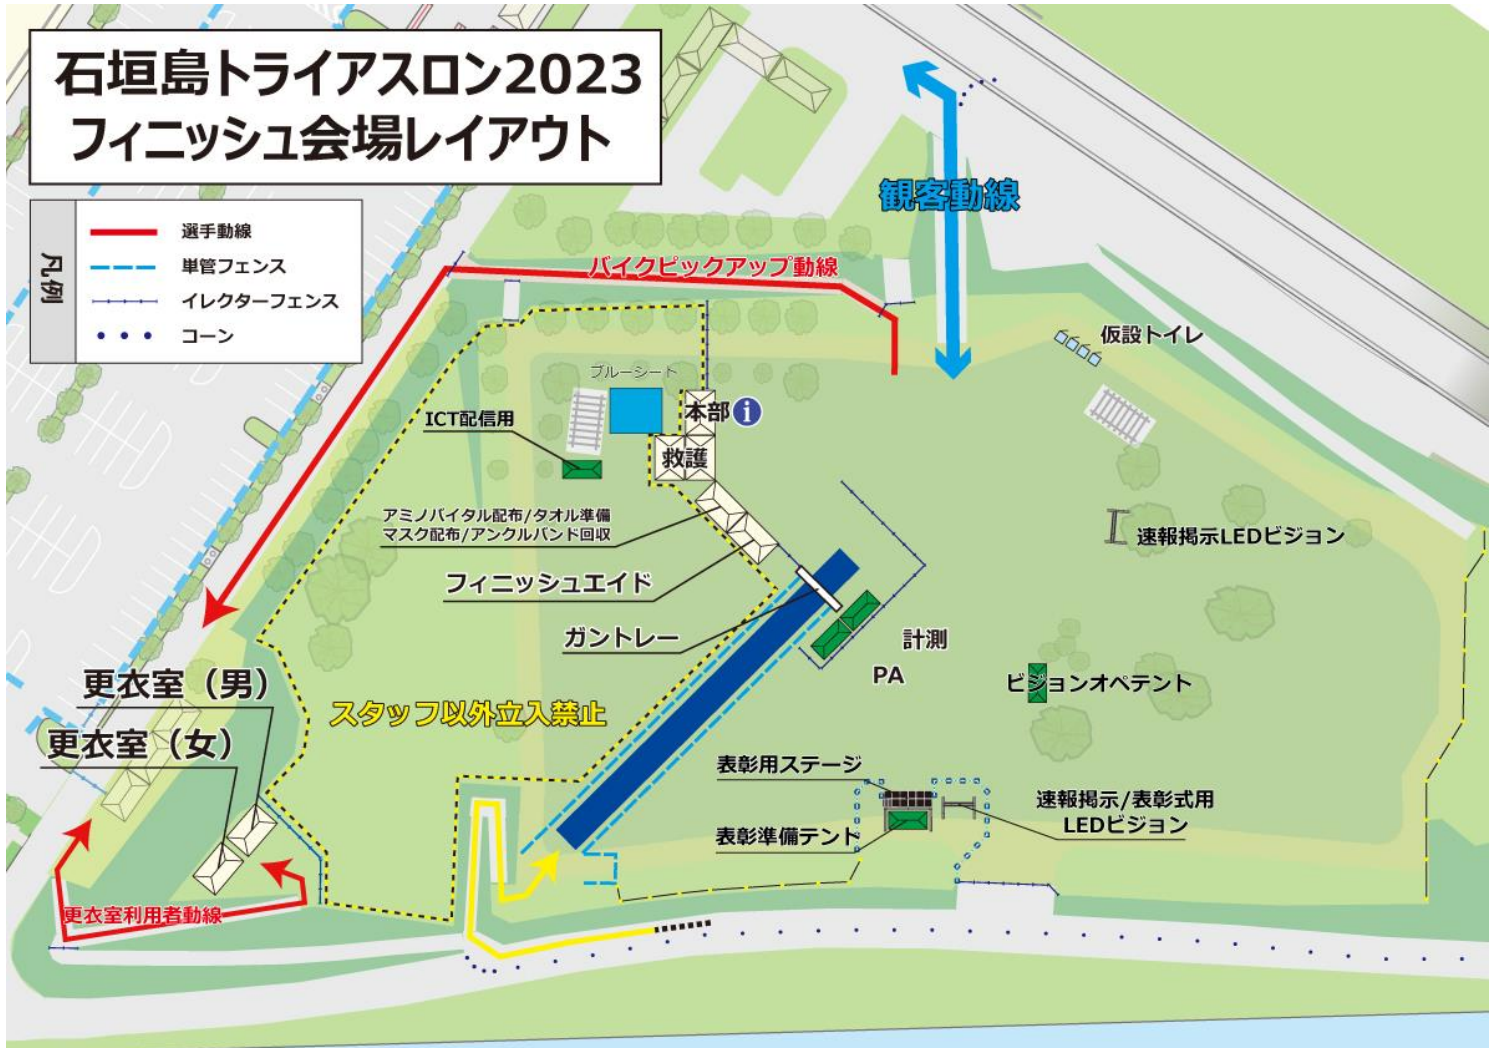 石垣島トライアスロン2023
フィニッシュ会場レイアウト
凡例
選手動線
単管フェンス
イレクターフェンス
コーン
観客動線
バイクピックアップ動線
仮設トイレ
ブルーシート
ICT配信用
本部 i
救護
アミノバイタル配布/タオル準備
マスク配布/アンクルバンド回収
速報掲示LEDビジョン
フィニッシュエイド
ガントレー
計測
PA
更衣室（男）
更衣室（女）
スタッフ以外立入禁止
ビジョンオペテント
表彰用ステージ
速報掲示/表彰式用
LEDビジョン
表彰準備テント
更衣室利用者動線